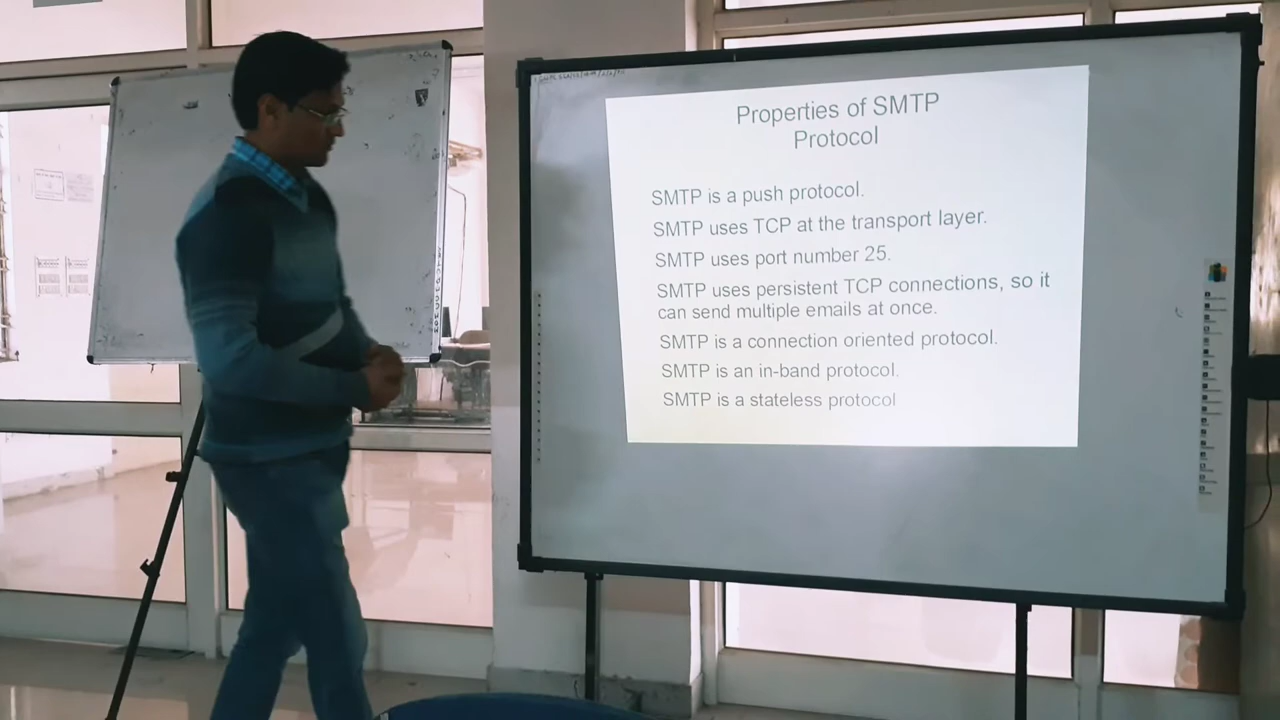 Properties of SMTP
Protocol
SMTP is a push protocol.
SMTP uses TCP at the transport layer.
SMTP uses port number 25.
SMTP uses persistent TCP connections, so it
can send multiple emails at once.
SMTP is a connection oriented protocol.
SMTP is an in-band protocol.
SMTP is a stateless protocol